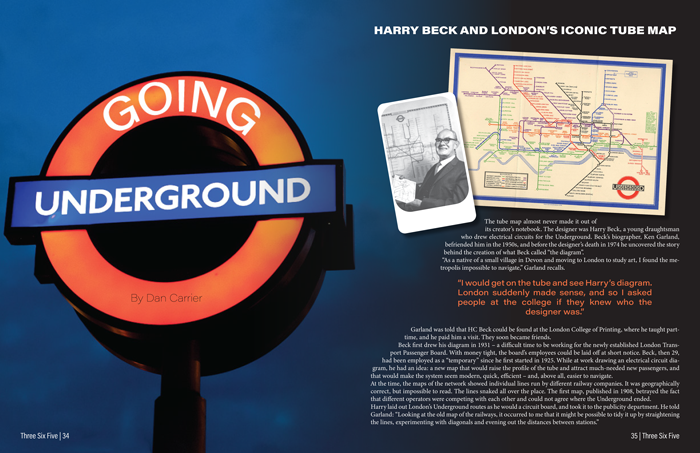 GOING
UNDERGROUND
By Dan Carrier
Three Six Five | 34
HARRY BECK AND LONDON'S ICONIC TUBE MAP
UNDERGROUND
The tube map almost never made it out of
its creator's notebook. The designer was Harry Beck, a young draughtsman
who drew electrical circuits for the Underground. Beck's biographer, Ken Garland,
befriended him in the 1950s, and before the designer's death in 1974 he uncovered the story
behind the creation of what Beck called "the diagram".
"As a native of a small village in Devon and moving to London to study art, I found the me-
tropolis impossible to navigate," Garland recalls.
"I would get on the tube and see Harry's diagram.
London suddenly made sense, and so I asked
people at the college if they knew who the
designer was."
Garland was told that HC Beck could be found at the London College of Printing, where he taught part-
time, and he paid him a visit. They soon became friends.
Beck first drew his diagram in 1931 – a difficult time to be working for the newly established London Trans-
port Passenger Board. With money tight, the board's employees could be laid off at short notice. Beck, then 29,
had been employed as a "temporary" since he first started in 1925. While at work drawing an electrical circuit dia-
gram, he had an idea: a new map that would raise the profile of the tube and attract much-needed new passengers, and
that would make the system seem modern, quick, efficient – and, above all, easier to navigate.
At the time, the maps of the network showed individual lines run by different railway companies. It was geographically
correct, but impossible to read. The lines snaked all over the place. The first map, published in 1908, betrayed the fact
that different operators were competing with each other and could not agree where the Underground ended.
Harry laid out London's Underground routes as he would a circuit board, and took it to the publicity department. He told
Garland: "Looking at the old map of the railways, it occurred to me that it might be possible to tidy it up by straightening
the lines, experimenting with diagonals and evening out the distances between stations."
35 | Three Six Five